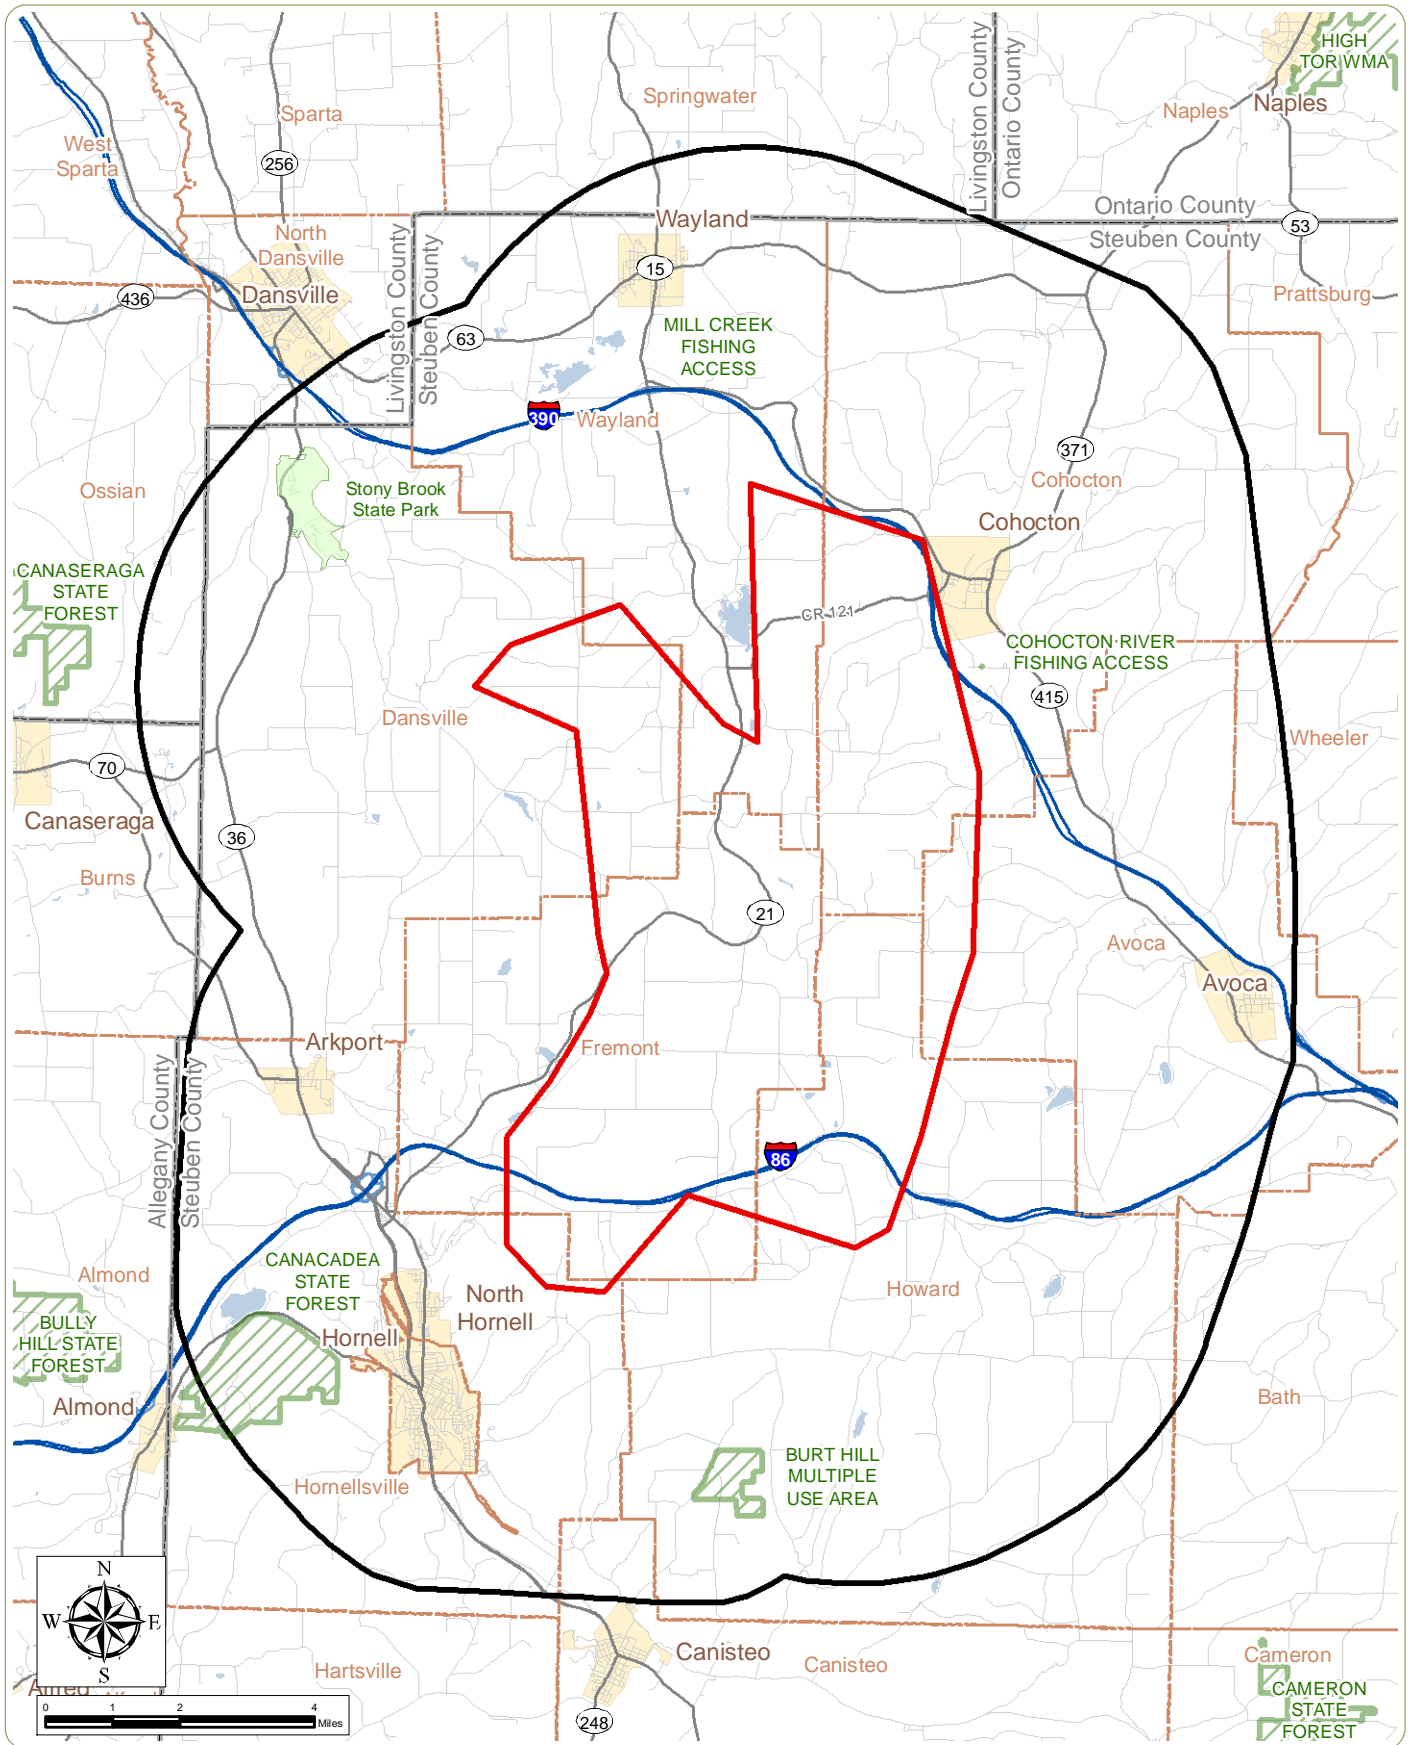 HIGH
TOR WMA
Naples
Naples
Springwater
Sparta
West
Sparta
256
Livingston County
Ontario County
Ontario County
Steuben County
53
Wayland
15
North
Dansville
Dansville
436
Livingston County
Steuben County
63
Prattsburg
MILL CREEK
FISHING
ACCESS
390
Wayland
371
Cohocton
Cohocton
Ossian
Stony Brook
State Park
CANASERAGA
STATE
FOREST
CR 121
COHOCTON RIVER
FISHING ACCESS
415
Dansville
Wheeler
70
Canaseraga
36
Burns
21
Avoca
Avoca
Arkport
Fremont
Allegany County
Steuben County
86
Almond
CANACADEA
STATE
FOREST
North
Hornell
Howard
BULLY
HILL STATE
FOREST
Hornell
Almond
Bath
BURT HILL
MULTIPLE
USE AREA
Hornellsville
N
W
E
S
Canisteo
Canisteo
Hartsville
Cameron
CAMERON
STATE
FOREST
Alfred
0 1 2 4
Miles
248